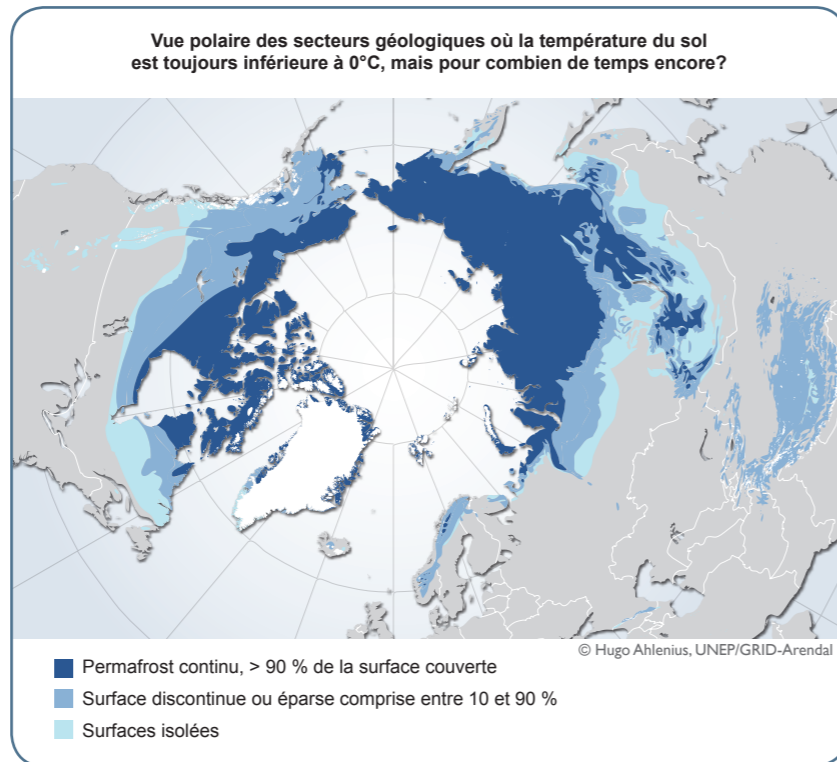 Vue polaire des secteurs géologiques où la température du sol
est toujours inférieure à 0°C, mais pour combien de temps encore?
© Hugo Ahlenius, UNEP/GRID-Arendal
Permafrost continu, > 90 % de la surface couverte
Surface discontinue ou éparse comprise entre 10 et 90 %
Surfaces isolées